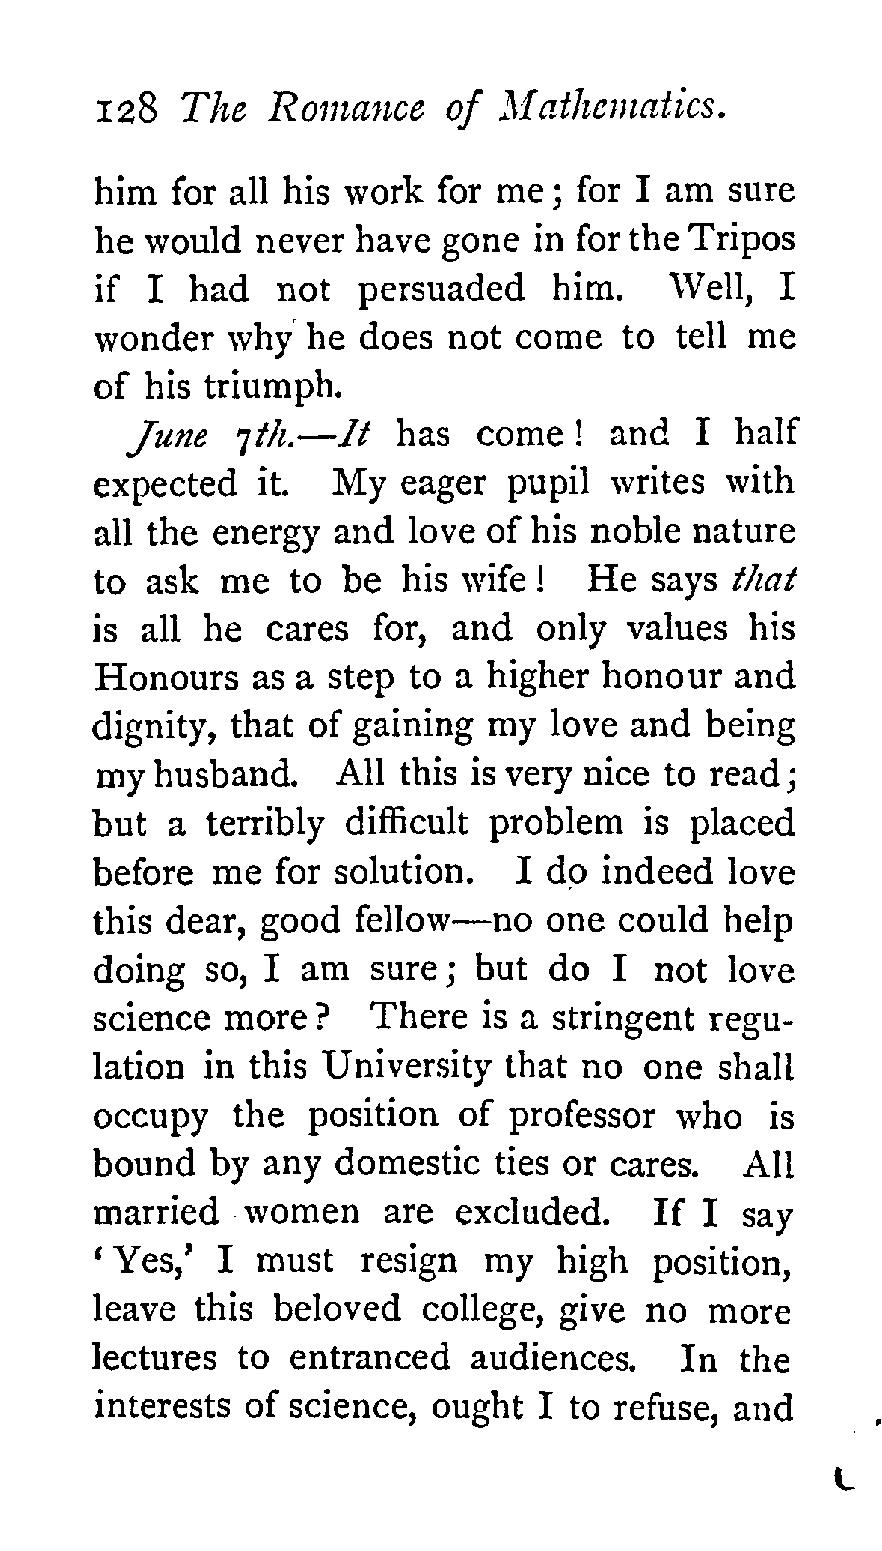 128 The Romance of Mathematics.
him for all his work for me; for I am sure
he would never have gone in for the Tripos
if I had not persuaded him. Well, I
wonder why he does not come to tell me
of his triumph.
June 7th.—It has come! and I half
expected it. My eager pupil writes with
all the energy and love of his noble nature
to ask me to be his wife! He says that
is all he cares for, and only values his
Honours as a step to a higher honour and
dignity, that of gaining my love and being
my husband. All this is very nice to read;
but a terribly difficult problem is placed
before me for solution. I do indeed love
this dear, good fellow—no one could help
doing so, I am sure; but do I not love
science more? There is a stringent regu-
lation in this University that no one shall
occupy the position of professor who is
bound by any domestic ties or cares. All
married women are excluded. If I say
‘Yes,’ I must resign my high position,
leave this beloved college, give no more
lectures to entranced audiences. In the
interests of science, ought I to refuse, and